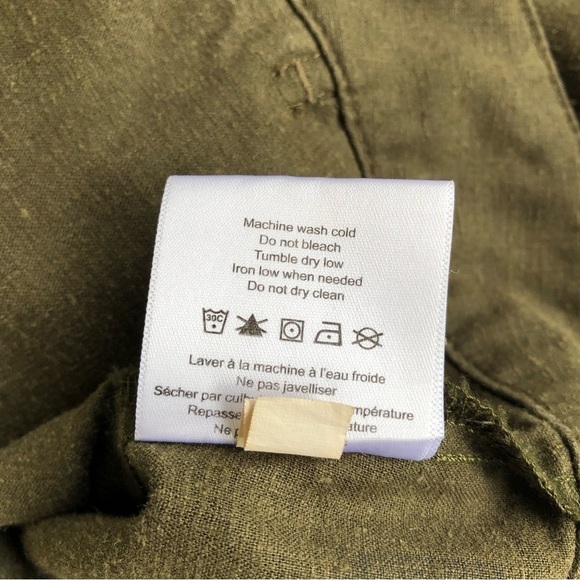 Machine wash cold
Do not bleach
Tumble dry low
Iron low when needed
Do not dry clean
30C
Laver à la machine à l'eau froide
Ne pas javelliser
Sécher par
Ne